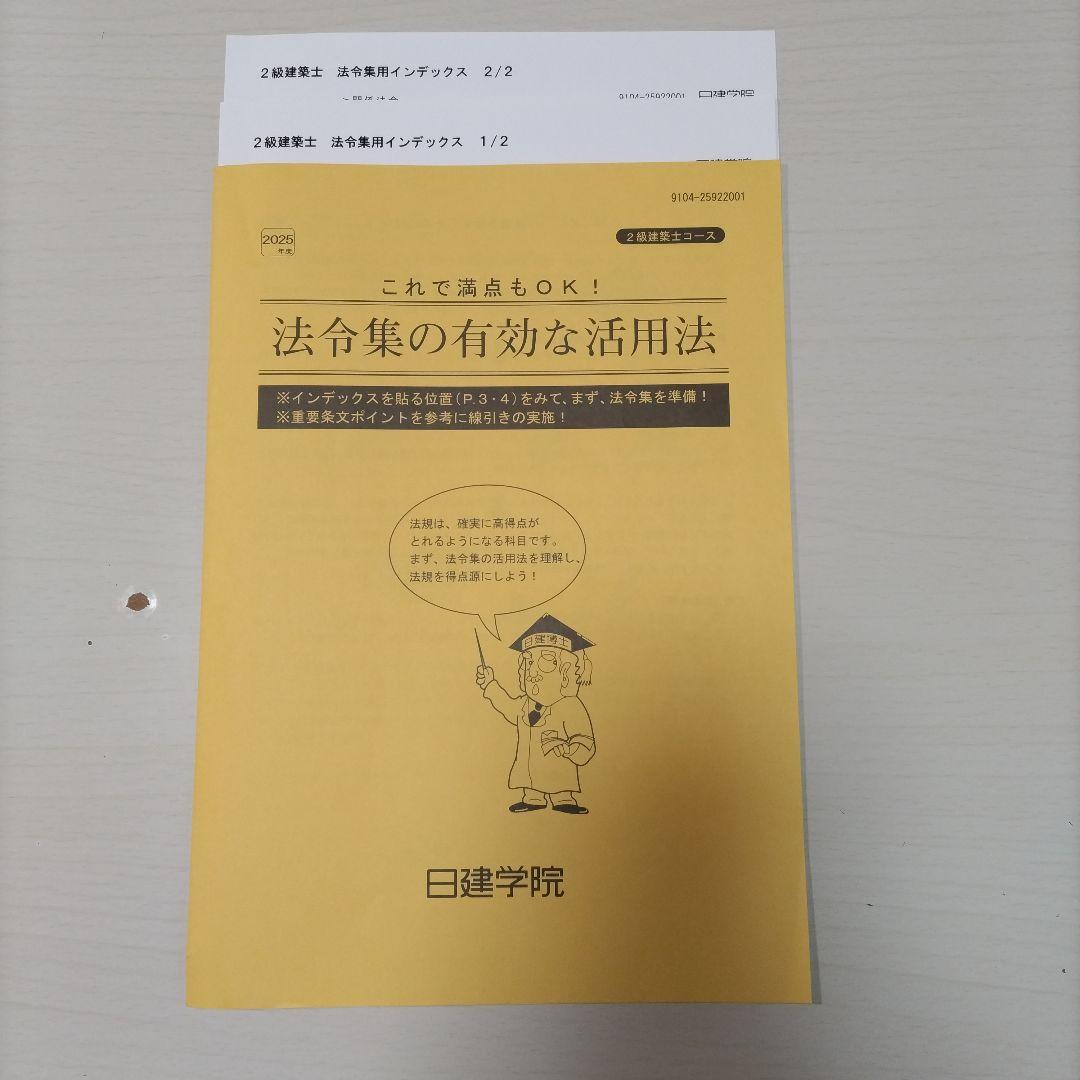 ２級建築士　法令集用インデックス　２/２
9104-25922001　日建学院
２級建築士　法令集用インデックス　１/２
9104-25922001
2025年度
２級建築士コース
これで満点もＯＫ！
法令集の有効な活用法
※インデックスを貼る位置（Ｐ.３・４）をみて、まず、法令集を準備！
※重要条文ポイントを参考に線引きの実施！
法規は、確実に高得点が
とれるようになる科目です。
まず、法令集の活用法を理解し、
法規を得点源にしよう！
日建博士
日建学院